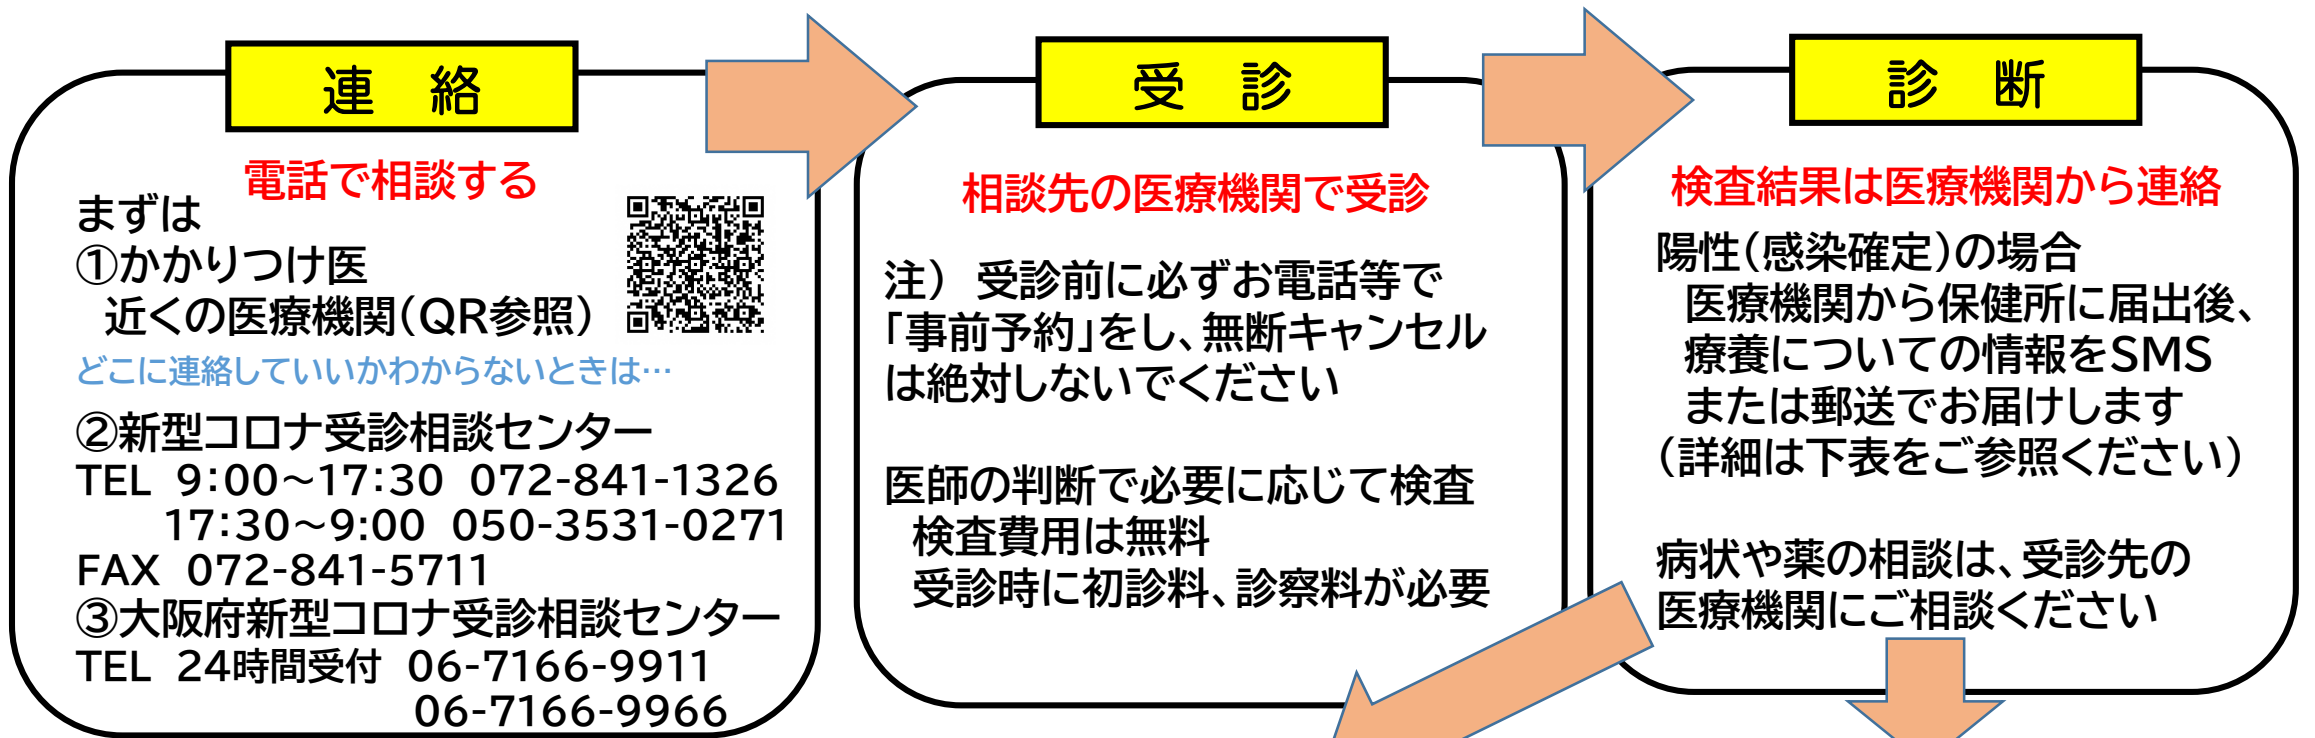 連　絡
電話で相談する
まずは
①かかりつけ医
近くの医療機関（QR参照）
どこに連絡していいかわからないときは…
②新型コロナ受診相談センター
TEL 9：00～17：30 072-841-1326
17：30～9:00 050-3531-0271
FAX 072-841-5711
③大阪府新型コロナ受診相談センター
TEL 24時間受付 06-7166-9911
06-7166-9966
受　診
相談先の医療機関で受診
注） 受診前に必ずお電話等で
「事前予約」をし、無断キャンセル
は絶対しないでください
医師の判断で必要に応じて検査
検査費用は無料
受診時に初診料、診察料が必要
診　断
検査結果は医療機関から連絡
陽性（感染確定）の場合
医療機関から保健所に届出後、
療養についての情報をSMS
または郵送でお届けします
（詳細は下表をご参照ください）
病状や薬の相談は、受診先の
医療機関にご相談ください